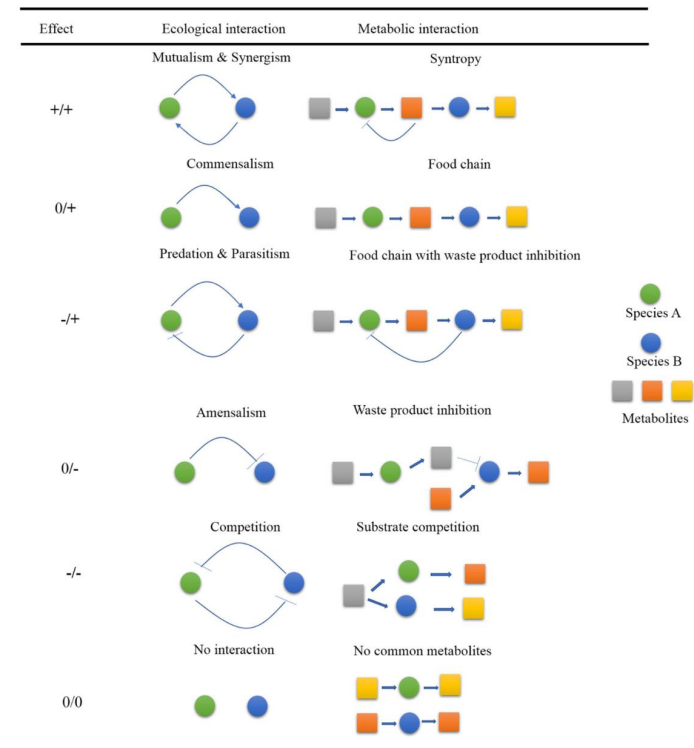 Effect Ecological interaction Metabolic interaction
Mutualism & Synergism Syntropy
+/+
Commensalism Food chain
0/+
Predation & Parasitism Food chain with waste product inhibition
-/+
Species A
Species B
Metabolites
Amensalism Waste product inhibition
0/-
Competition Substrate competition
-/-
No interaction No common metabolites
0/0